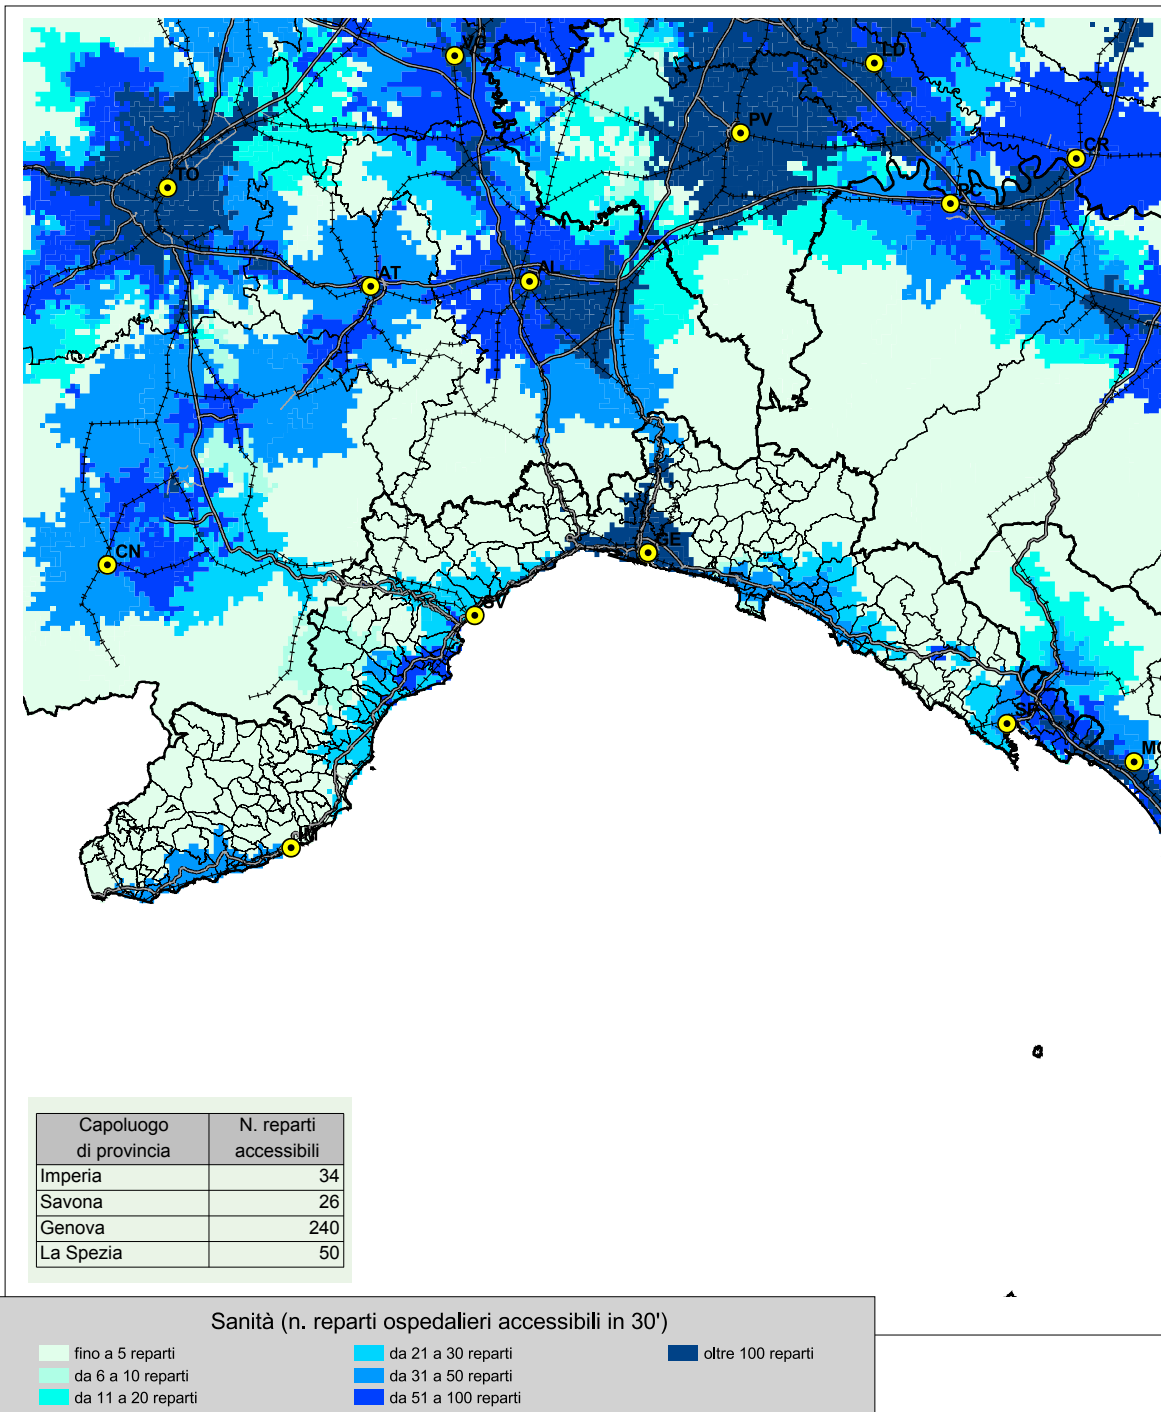 VC
LO
PV
CR
TO
PC
AT
AL
CN
GE
SV
SP
IM
Capoluogo di provincia N. reparti accessibili
Imperia 34
Savona 26
Genova 240
La Spezia 50
Sanità (n. reparti ospedalieri accessibili in 30')
fino a 5 reparti da 21 a 30 reparti oltre 100 reparti
da 6 a 10 reparti da 31 a 50 reparti
da 11 a 20 reparti da 51 a 100 reparti